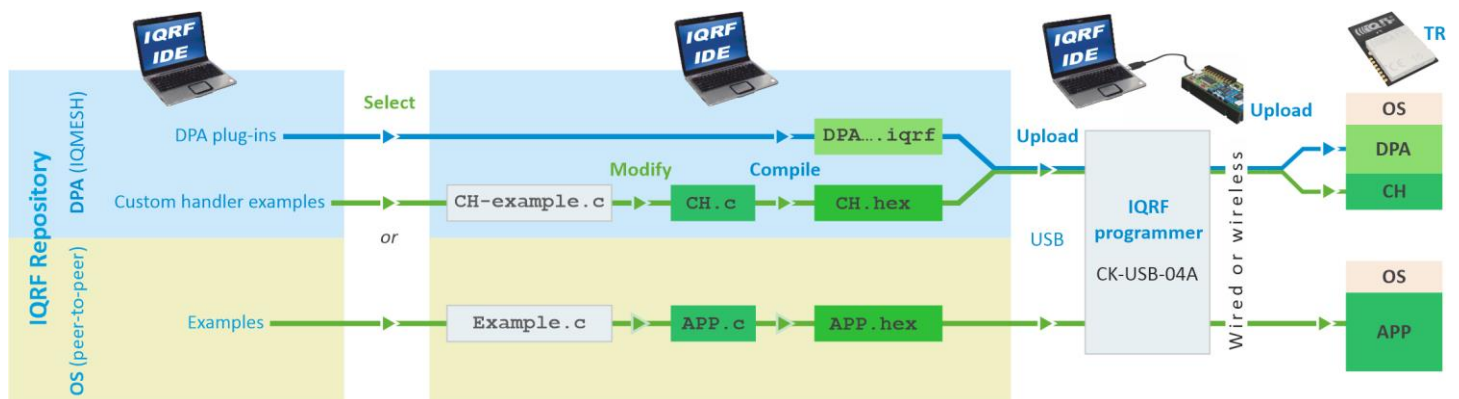 IQRF
IDE
IQRF
IDE
IQRF
IDE
IQRF
TR
Select
Upload
Upload
OS
IQRF Repository
DPA (IQMESH)
DPA plug-ins
DPA….iqrf
DPA
Modify
Compile
Custom handler examples
CH-example.c
CH.c
CH.hex
CH
or
USB
IQRF
programmer
CK-USB-04A
Wired or wireless
OS (peer-to-peer)
Examples
Example.c
APP.c
APP.hex
OS
APP